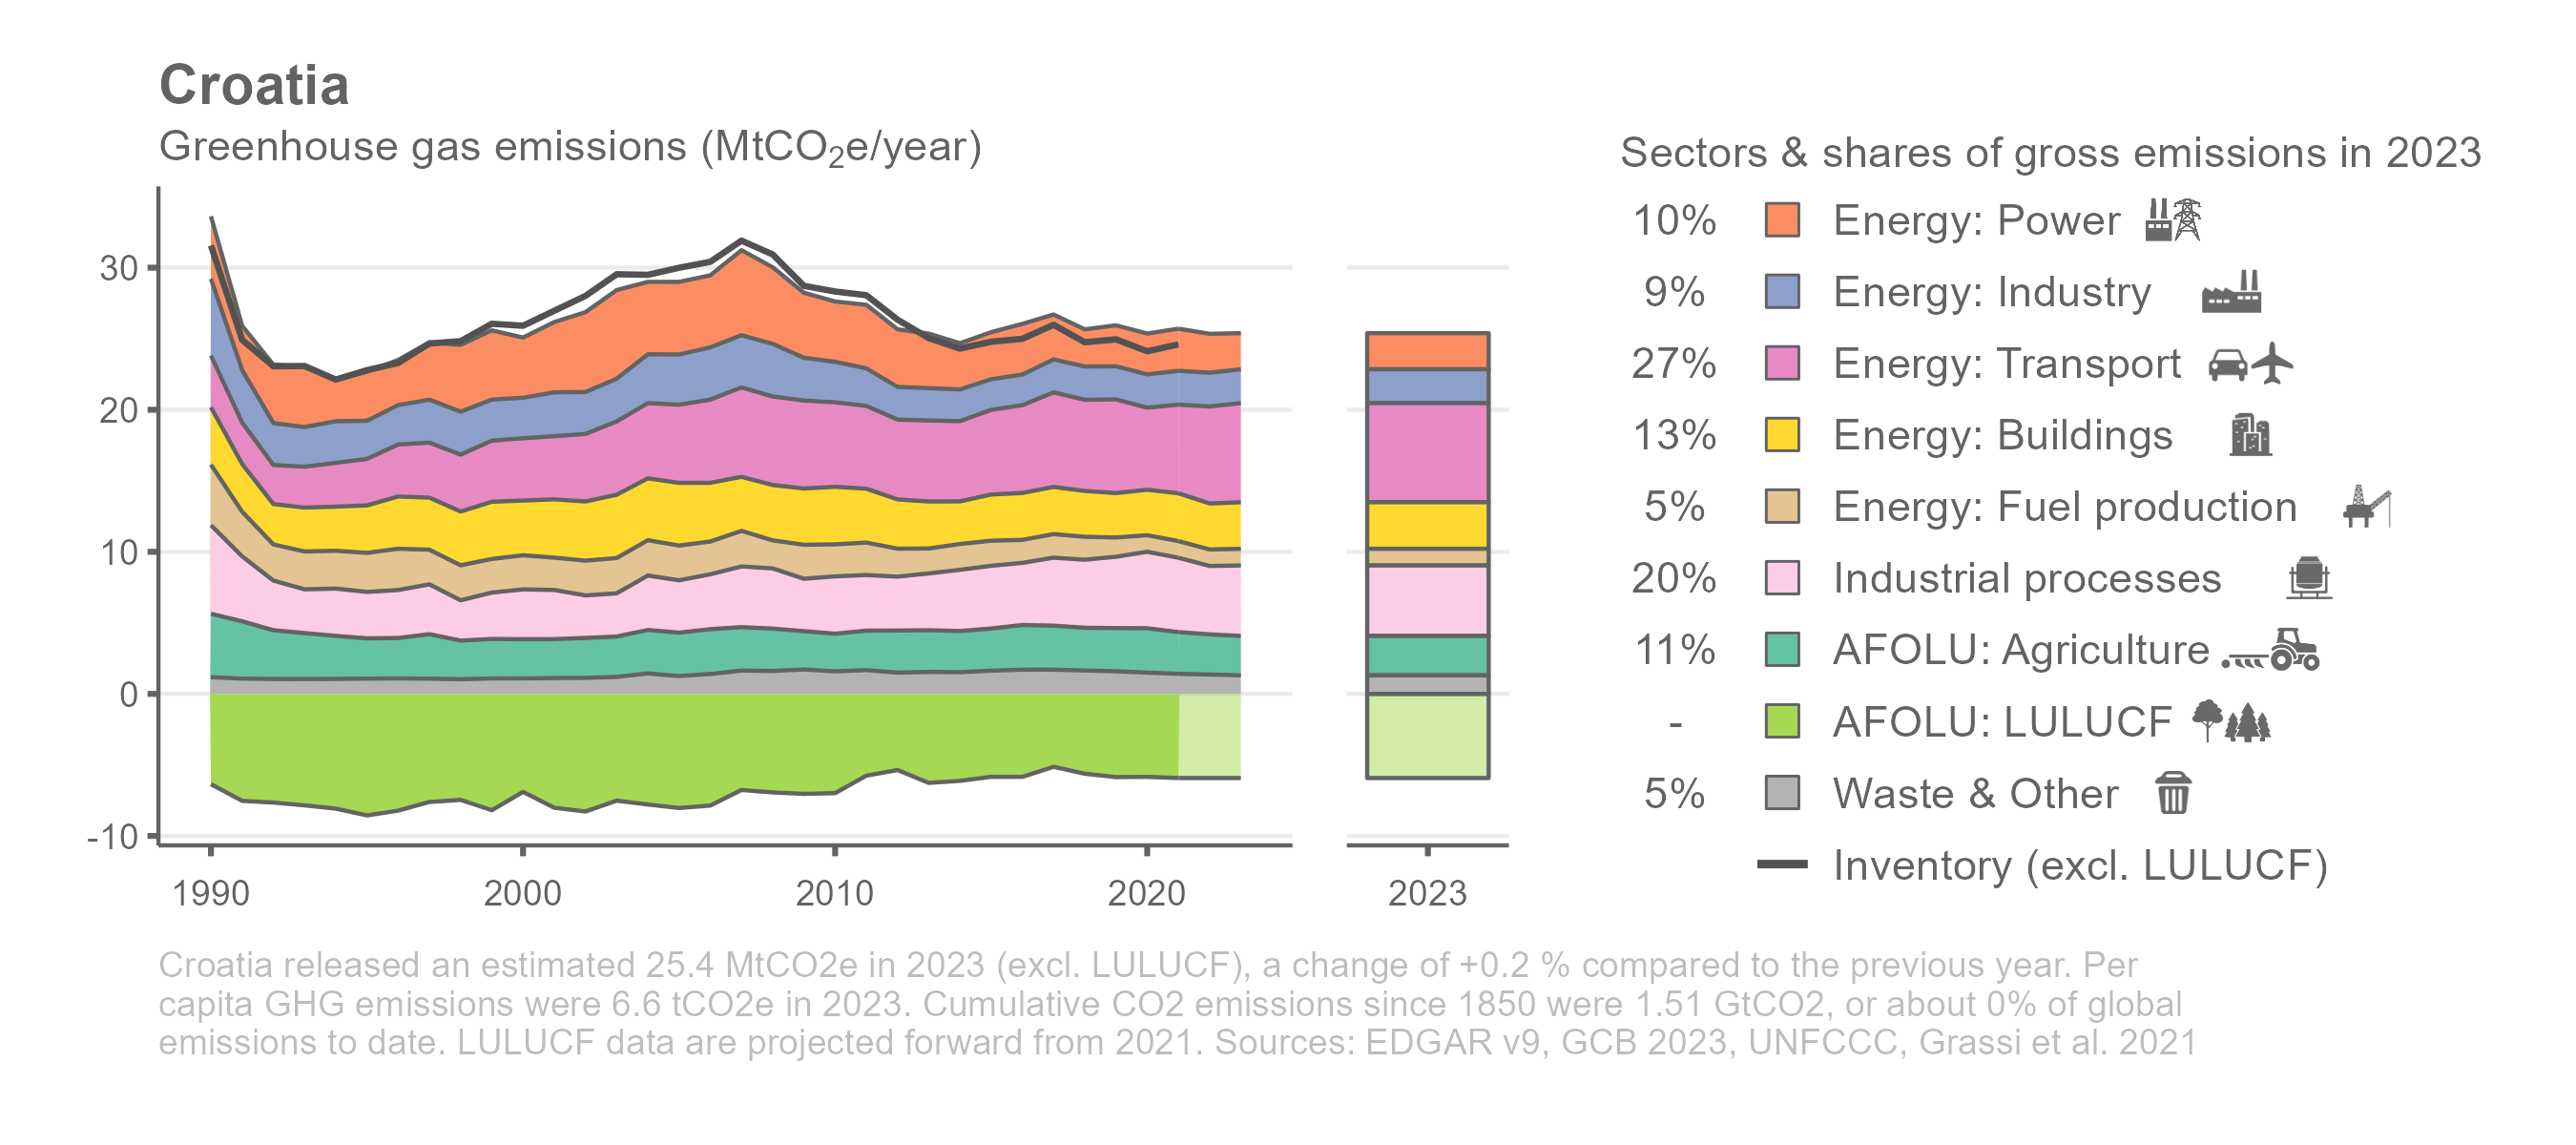 Croatia
Greenhouse gas emissions (MtCO₂e/year)
30
20
10
0
-10
1990
2000
2010
2020
2023
Sectors & shares of gross emissions in 2023
10% Energy: Power
9% Energy: Industry
27% Energy: Transport
13% Energy: Buildings
5% Energy: Fuel production
20% Industrial processes
11% AFOLU: Agriculture
- AFOLU: LULUCF
5% Waste & Other
Inventory (excl. LULUCF)
Croatia released an estimated 25.4 MtCO2e in 2023 (excl. LULUCF), a change of +0.2 % compared to the previous year. Per
capita GHG emissions were 6.6 tCO2e in 2023. Cumulative CO2 emissions since 1850 were 1.51 GtCO2, or about 0% of global
emissions to date. LULUCF data are projected forward from 2021. Sources: EDGAR v9, GCB 2023, UNFCCC, Grassi et al. 2021